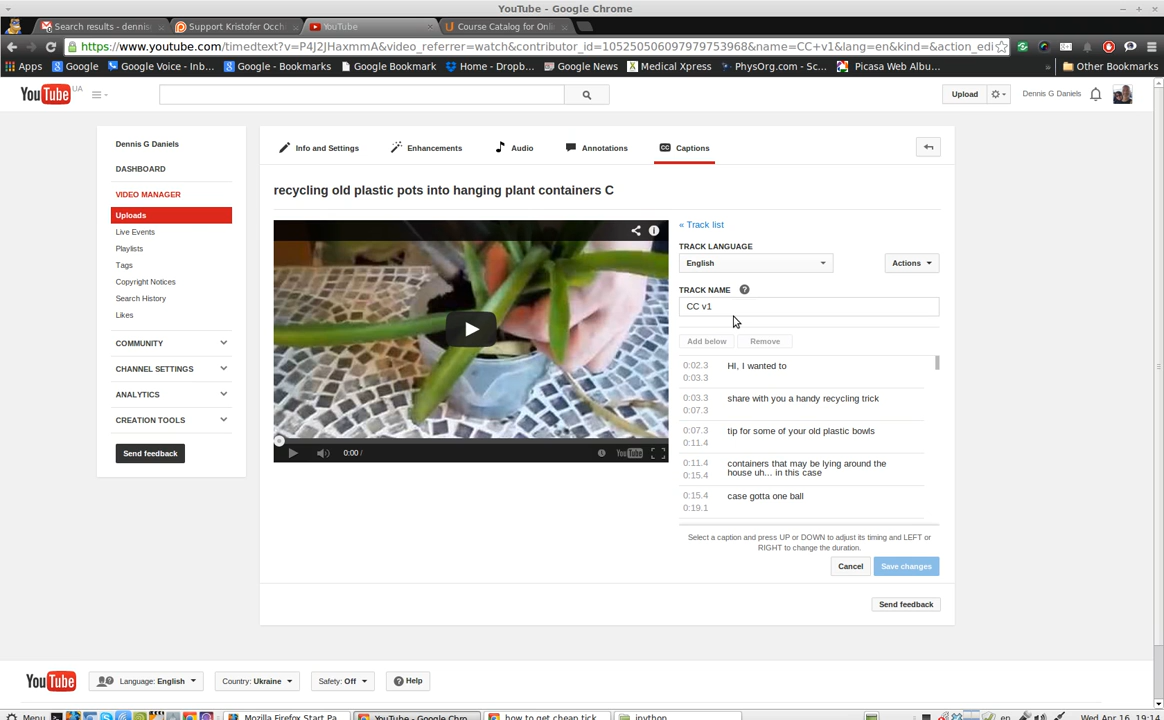 YouTube - Google Chrome
Search results - dennis
Support Kristofer Occh
YouTube
Course Catalog for Onli
https://www.youtube.com/timedtext?v=P4J2JHaxmmA&video_referrer=watch&contributor_id=105250506097979753968&name=CC+v1&lang=en&kind=&action_edi
Apps Google Google Voice - Inb... Google - Bookmarks Google Bookmark Home - Dropb... Google News Medical Xpress PhysOrg.com - Sc... Picasa Web Albu... » Other Bookmarks
YouTube UA
Upload
Dennis G Daniels
Dennis G Daniels
DASHBOARD
VIDEO MANAGER
Uploads
Live Events
Playlists
Tags
Copyright Notices
Search History
Likes
COMMUNITY
CHANNEL SETTINGS
ANALYTICS
CREATION TOOLS
Send feedback
Info and Settings Enhancements Audio Annotations CC Captions
recycling old plastic pots into hanging plant containers C
0:00 /
YouTube
« Track list
TRACK LANGUAGE
English
Actions
TRACK NAME ?
CC v1
Add below Remove
0:02.3 HI, I wanted to
0:03.3
0:03.3 share with you a handy recycling trick
0:07.3
0:07.3 tip for some of your old plastic bowls
0:11.4
0:11.4 containers that may be lying around the
0:15.4 house uh... in this case
0:15.4 case gotta one ball
0:19.1
Select a caption and press UP or DOWN to adjust its timing and LEFT or
RIGHT to change the duration.
Cancel Save changes
Send feedback
YouTube Language: English Country: Ukraine Safety: Off Help
Menu Mozilla Firefox Start Pa YouTube - Google Chro how to get cheap tick ipython en Wed Apr 16, 19:14